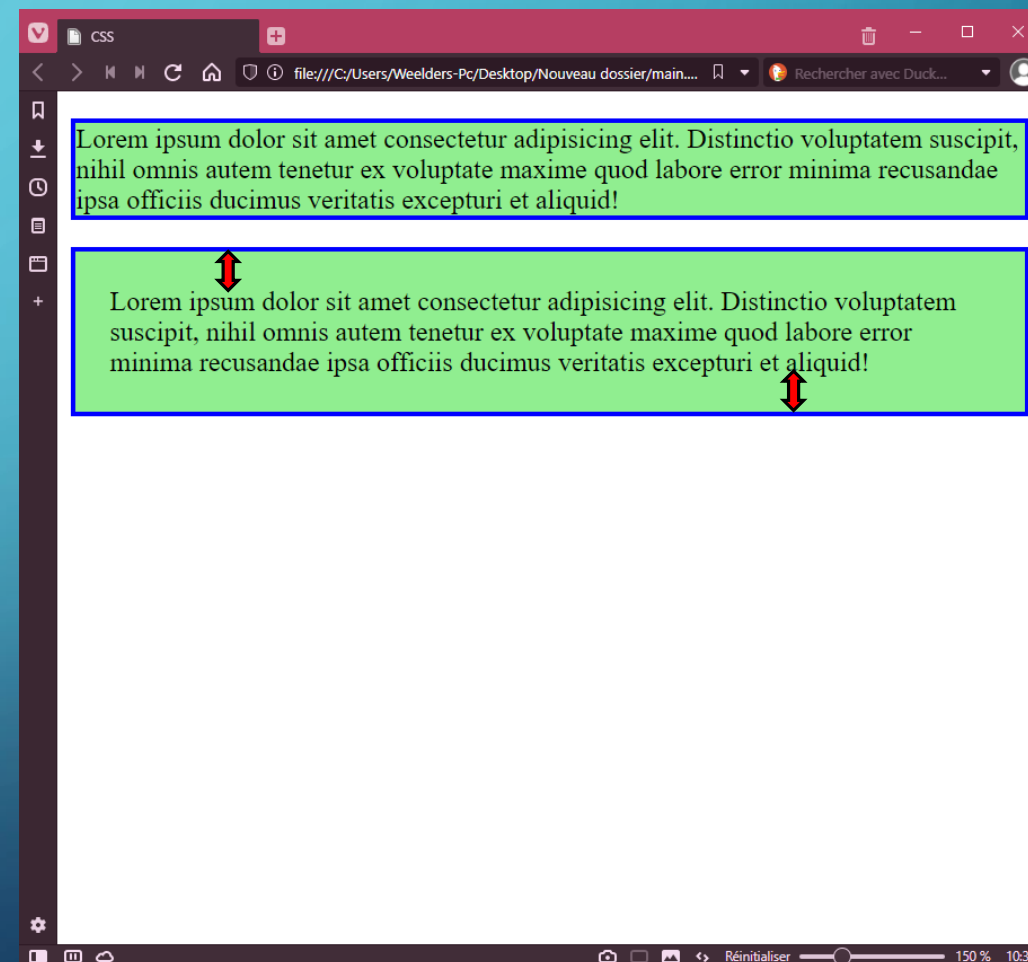 CSS
file:///C:/Users/Weelders-Pc/Desktop/Nouveau dossier/main.... Rechercher avec Duck...
Lorem ipsum dolor sit amet consectetur adipisicing elit. Distinctio voluptatem suscipit,
nihil omnis autem tenetur ex voluptate maxime quod labore error minima recusandae
ipsa officiis ducimus veritatis excepturi et aliquid!
Lorem ipsum dolor sit amet consectetur adipisicing elit. Distinctio voluptatem
suscipit, nihil omnis autem tenetur ex voluptate maxime quod labore error
minima recusandae ipsa officiis ducimus veritatis excepturi et aliquid!
Réinitialiser 150 %